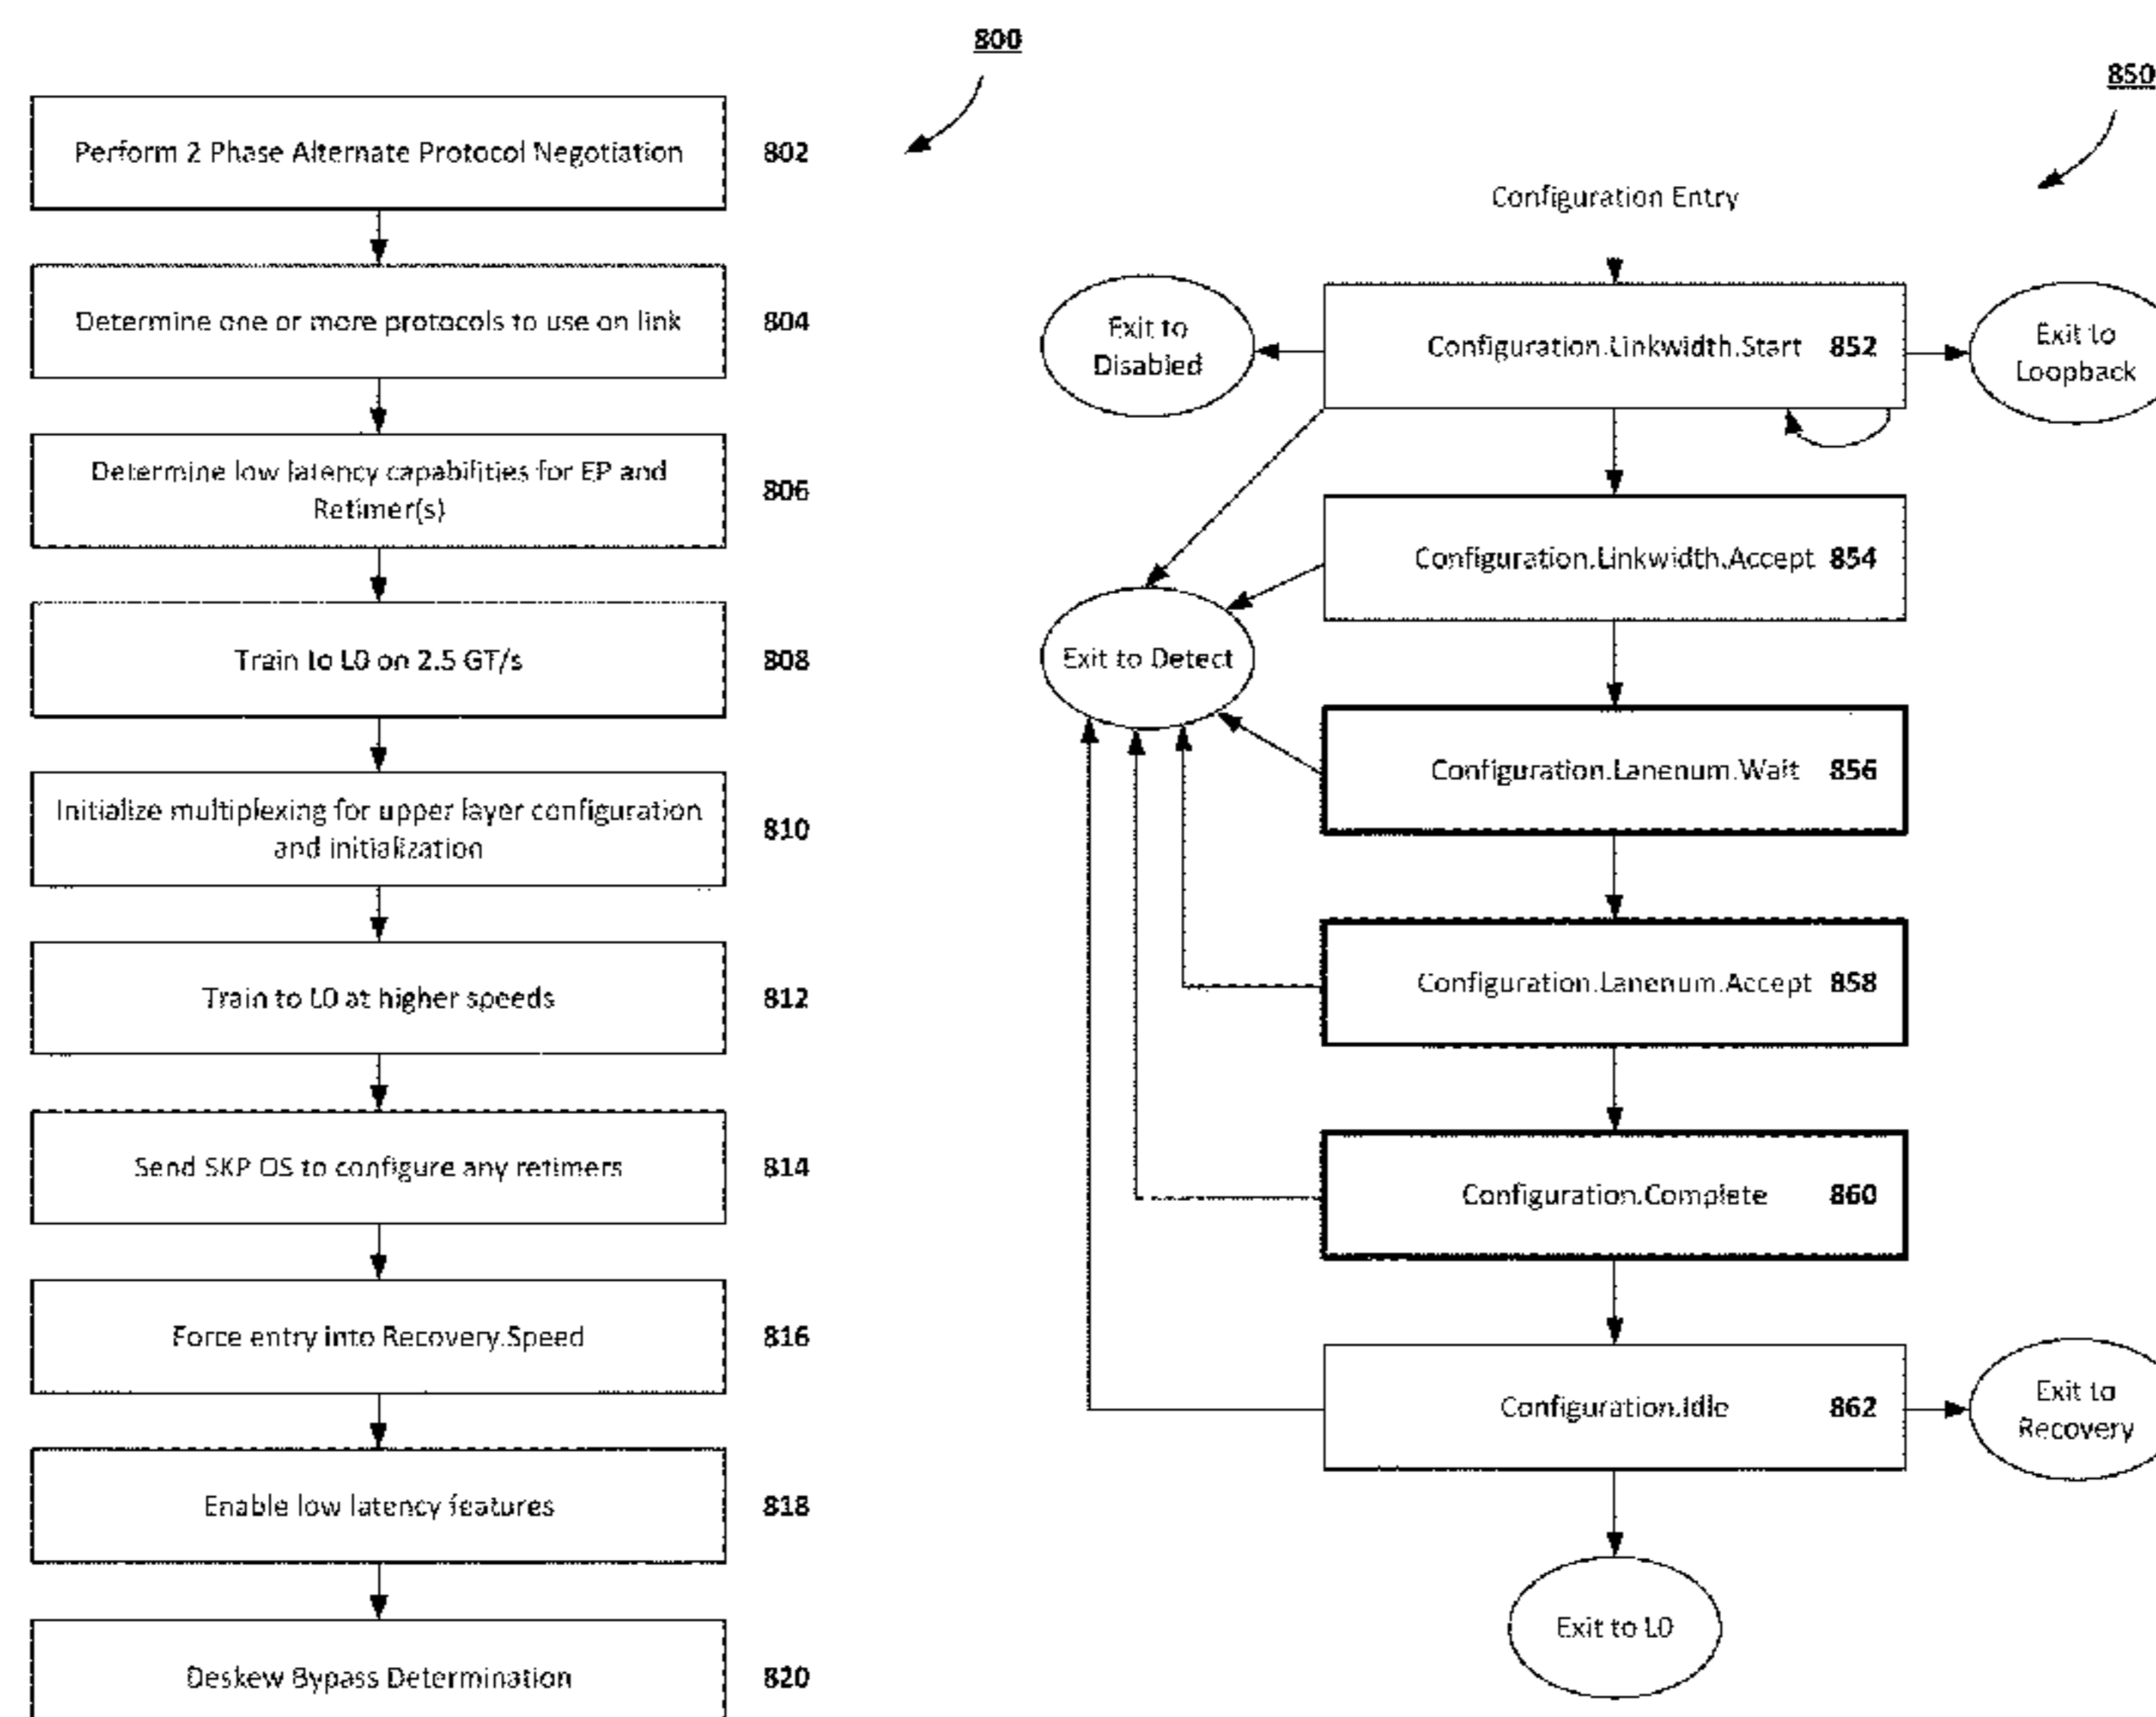 800
Perform 2 Phase Alternate Protocol Negotiation 802
Determine one or more protocols to use on link 804
Determine low latency capabilities for EP and
Retimer(s)
806
Train to L0 on 2.5 GT/s 808
Initialize multiplexing for upper layer configuration
and initialization
810
Train to L0 at higher speeds 812
Send SKP OS to configure any retimers 814
Force entry into Recovery.Speed 816
Enable low latency features 818
Deskew Bypass Determination 820
850
Configuration Entry
Exit to
Disabled
Configuration.Linkwidth.Start 852
Exit to
Loopback
Configuration.Linkwidth.Accept 854
Exit to Detect
Configuration.Lanenum.Wait 856
Configuration.Lanenum.Accept 858
Configuration.Complete 860
Configuration.Idle 862
Exit to
Recovery
Exit to L0